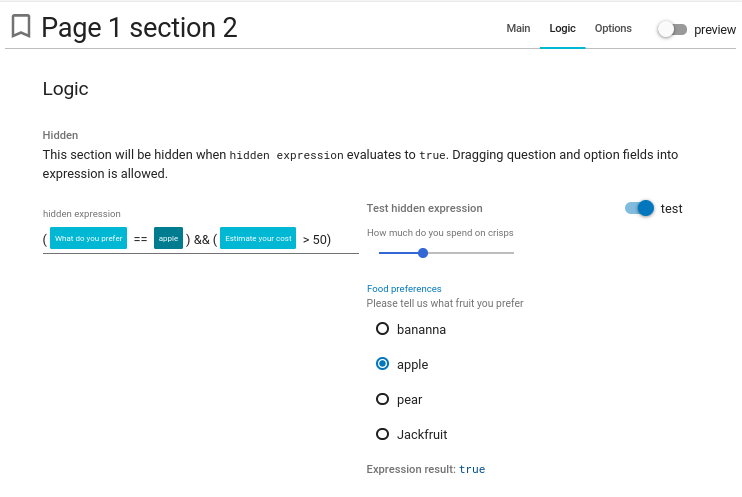 Page 1 section 2
Main Logic Options preview
Logic
Hidden
This section will be hidden when hidden expression evaluates to true. Dragging question and option fields into
expression is allowed.
hidden expression
( What do you prefer == apple ) && ( Estimate your cost > 50)
Test hidden expression test
How much do you spend on crisps
Food preferences
Please tell us what fruit you prefer
bananna
apple
pear
Jackfruit
Expression result: true